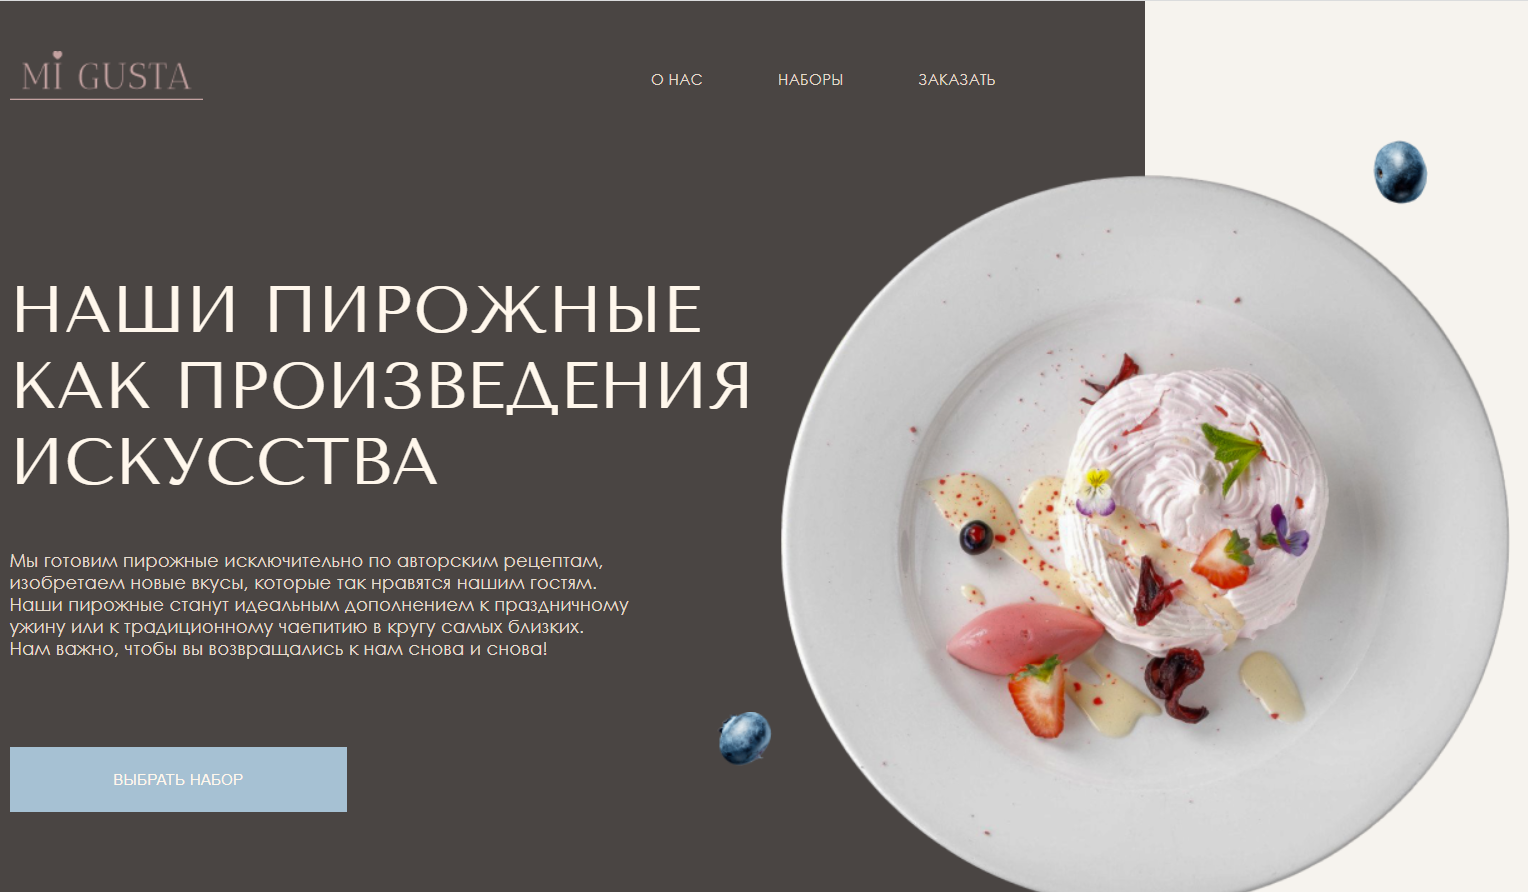 MI GUSTA
О НАС
НАБОРЫ
ЗАКАЗАТЬ
НАШИ ПИРОЖНЫЕ
КАК ПРОИЗВЕДЕНИЯ
ИСКУССТВА
Мы готовим пирожные исключительно по авторским рецептам,
изобретаем новые вкусы, которые так нравятся нашим гостям.
Наши пирожные станут идеальным дополнением к праздничному
ужину или к традиционному чаепитию в кругу самых близких.
Нам важно, чтобы вы возвращались к нам снова и снова!
ВЫБРАТЬ НАБОР